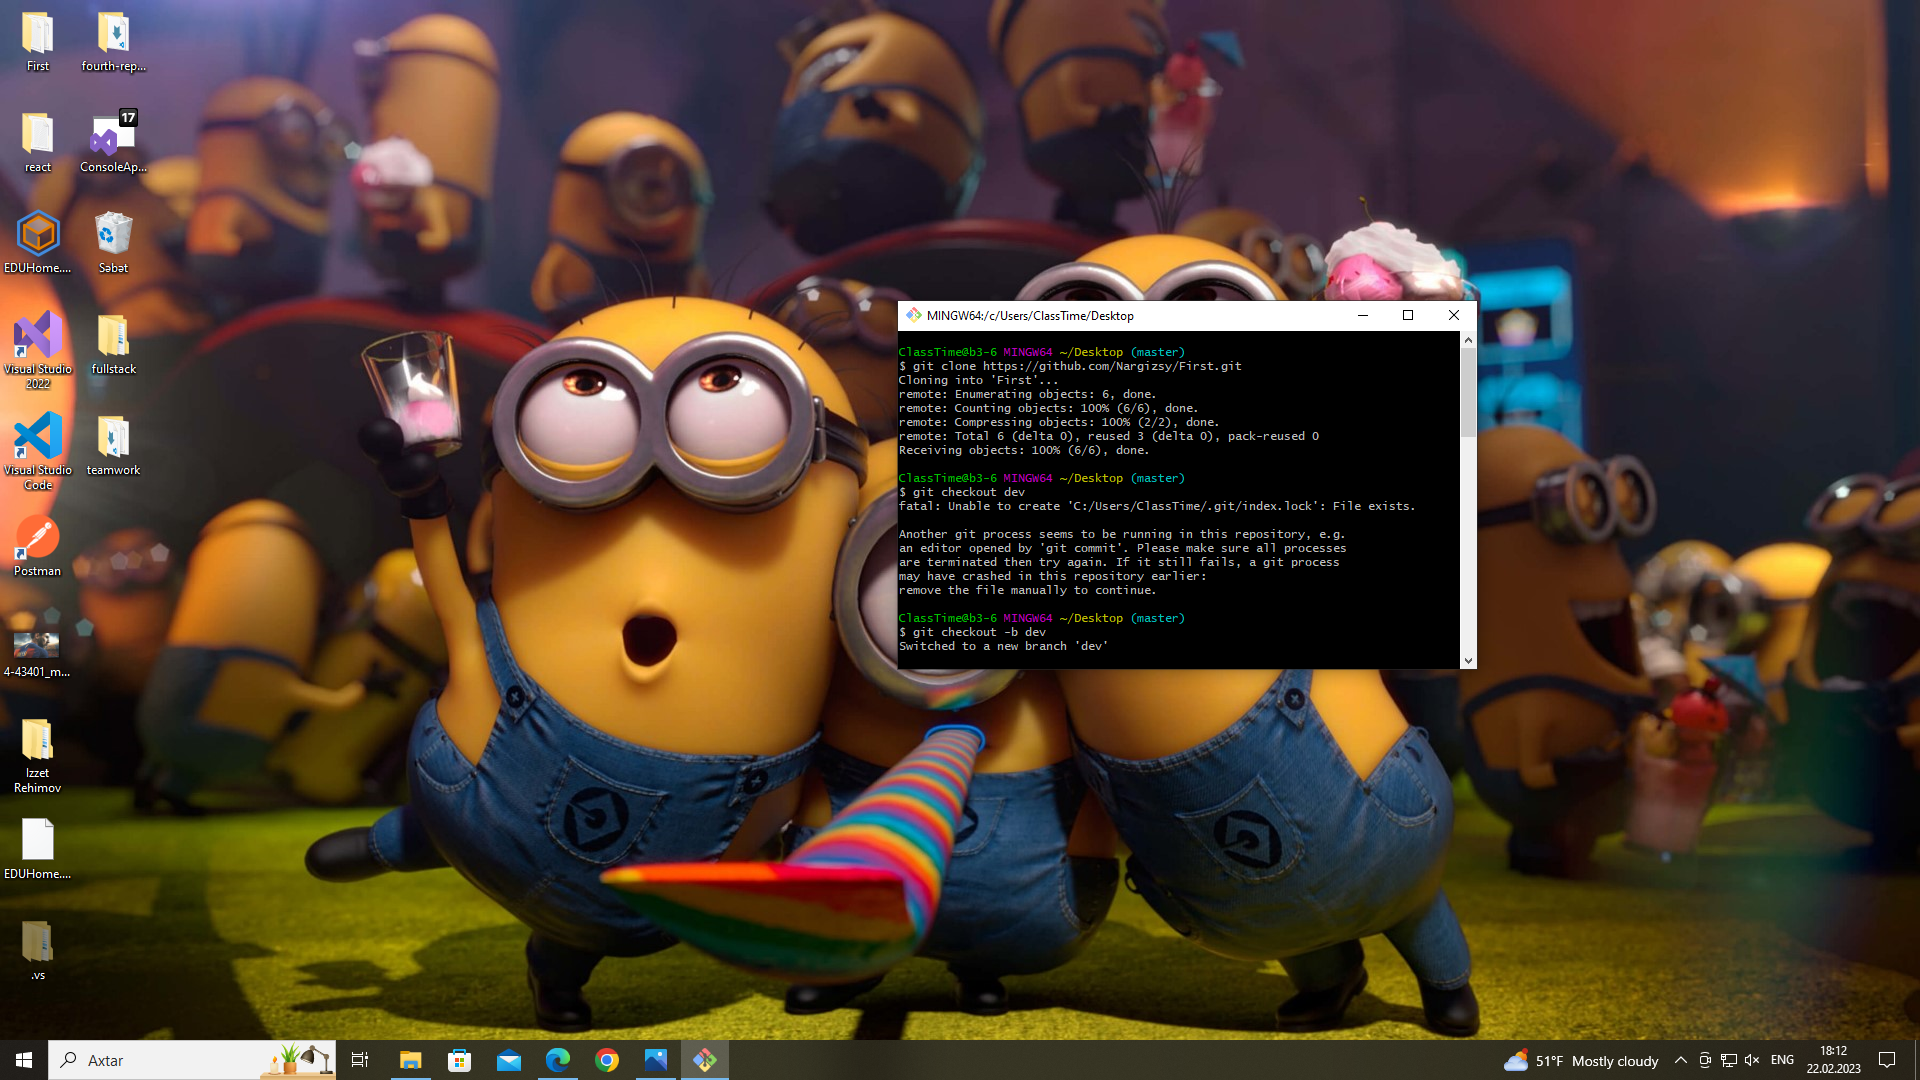 First
fourth-rep...
react
17
ConsoleAp...
EDUHome....
Səbət
Visual Studio
2022
fullstack
Visual Studio
Code
teamwork
Postman
4-43401_m...
Izzet
Rehimov
EDUHome....
.vs
MINGW64:/c/Users/ClassTime/Desktop
ClassTime@b3-6 MINGW64 ~/Desktop (master)
$ git clone https://github.com/Nargizsy/First.git
Cloning into 'First'...
remote: Enumerating objects: 6, done.
remote: Counting objects: 100% (6/6), done.
remote: Compressing objects: 100% (2/2), done.
remote: Total 6 (delta 0), reused 3 (delta 0), pack-reused 0
Receiving objects: 100% (6/6), done.
ClassTime@b3-6 MINGW64 ~/Desktop (master)
$ git checkout dev
fatal: Unable to create 'C:/Users/ClassTime/.git/index.lock': File exists.
Another git process seems to be running in this repository, e.g.
an editor opened by 'git commit'. Please make sure all processes
are terminated then try again. If it still fails, a git process
may have crashed in this repository earlier:
remove the file manually to continue.
ClassTime@b3-6 MINGW64 ~/Desktop (master)
$ git checkout -b dev
Switched to a new branch 'dev'
Axtar
51°F Mostly cloudy
ENG
18:12
22.02.2023